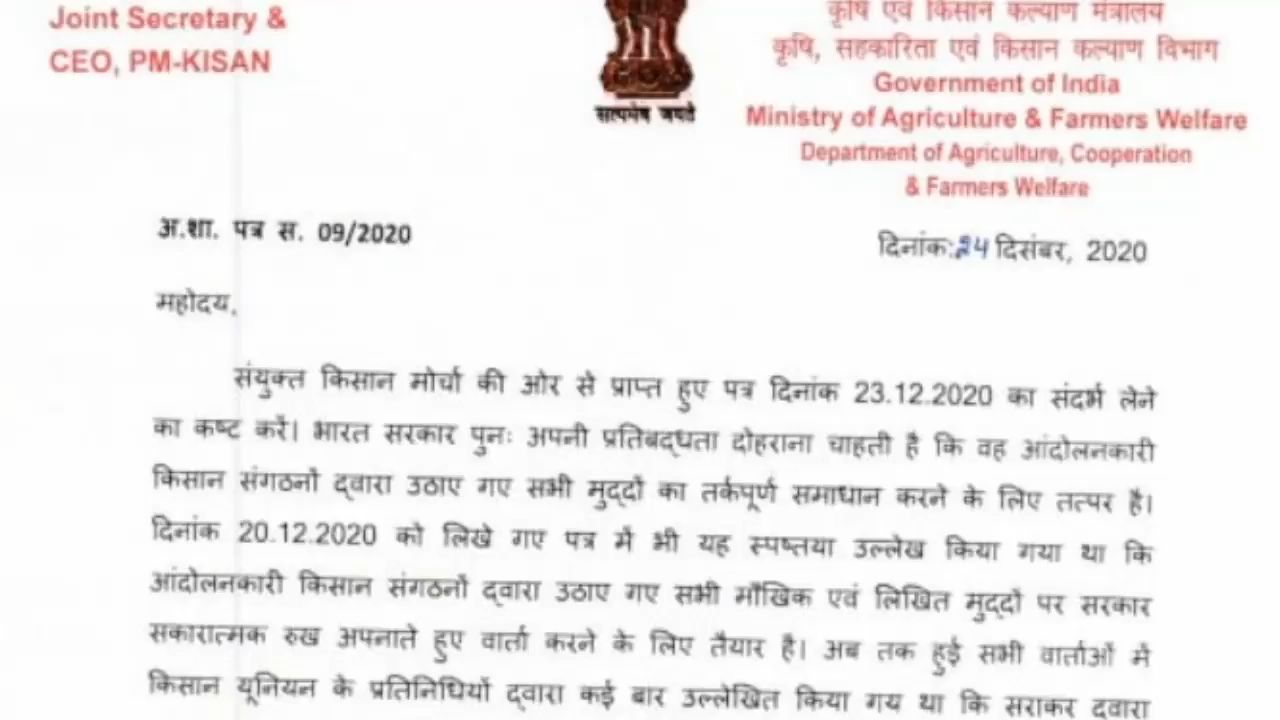 Joint Secretary &
CEO, PM-KISAN
सत्यमेव जयते
कृषि एवं किसान कल्याण मंत्रालय
कृषि, सहकारिता एवं किसान कल्याण विभाग
Government of India
Ministry of Agriculture & Farmers Welfare
Department of Agriculture, Cooperation
& Farmers Welfare
अ.शा. पत्र स. 09/2020
दिनांक:24 दिसंबर, 2020
महोदय,
संयुक्त किसान मोर्चा की ओर से प्राप्त हुए पत्र दिनांक 23.12.2020 का संदर्भ लेने
का कष्ट करें। भारत सरकार पुनः अपनी प्रतिबद्धता दोहराना चाहती है कि वह आंदोलनकारी
किसान संगठनों द्वारा उठाए गए सभी मुद्दों का तर्कपूर्ण समाधान करने के लिए तत्पर है।
दिनांक 20.12.2020 को लिखे गए पत्र में भी यह स्पष्तया उल्लेख किया गया था कि
आंदोलनकारी किसान संगठनों द्वारा उठाए गए सभी मौखिक एवं लिखित मुद्दों पर सरकार
सकारात्मक रुख अपनाते हुए वार्ता करने के लिए तैयार है। अब तक हुई सभी वार्ताओं में
किसान यूनियन के प्रतिनिधियों द्वारा कई बार उल्लेखित किया गय था कि सराकर द्वारा